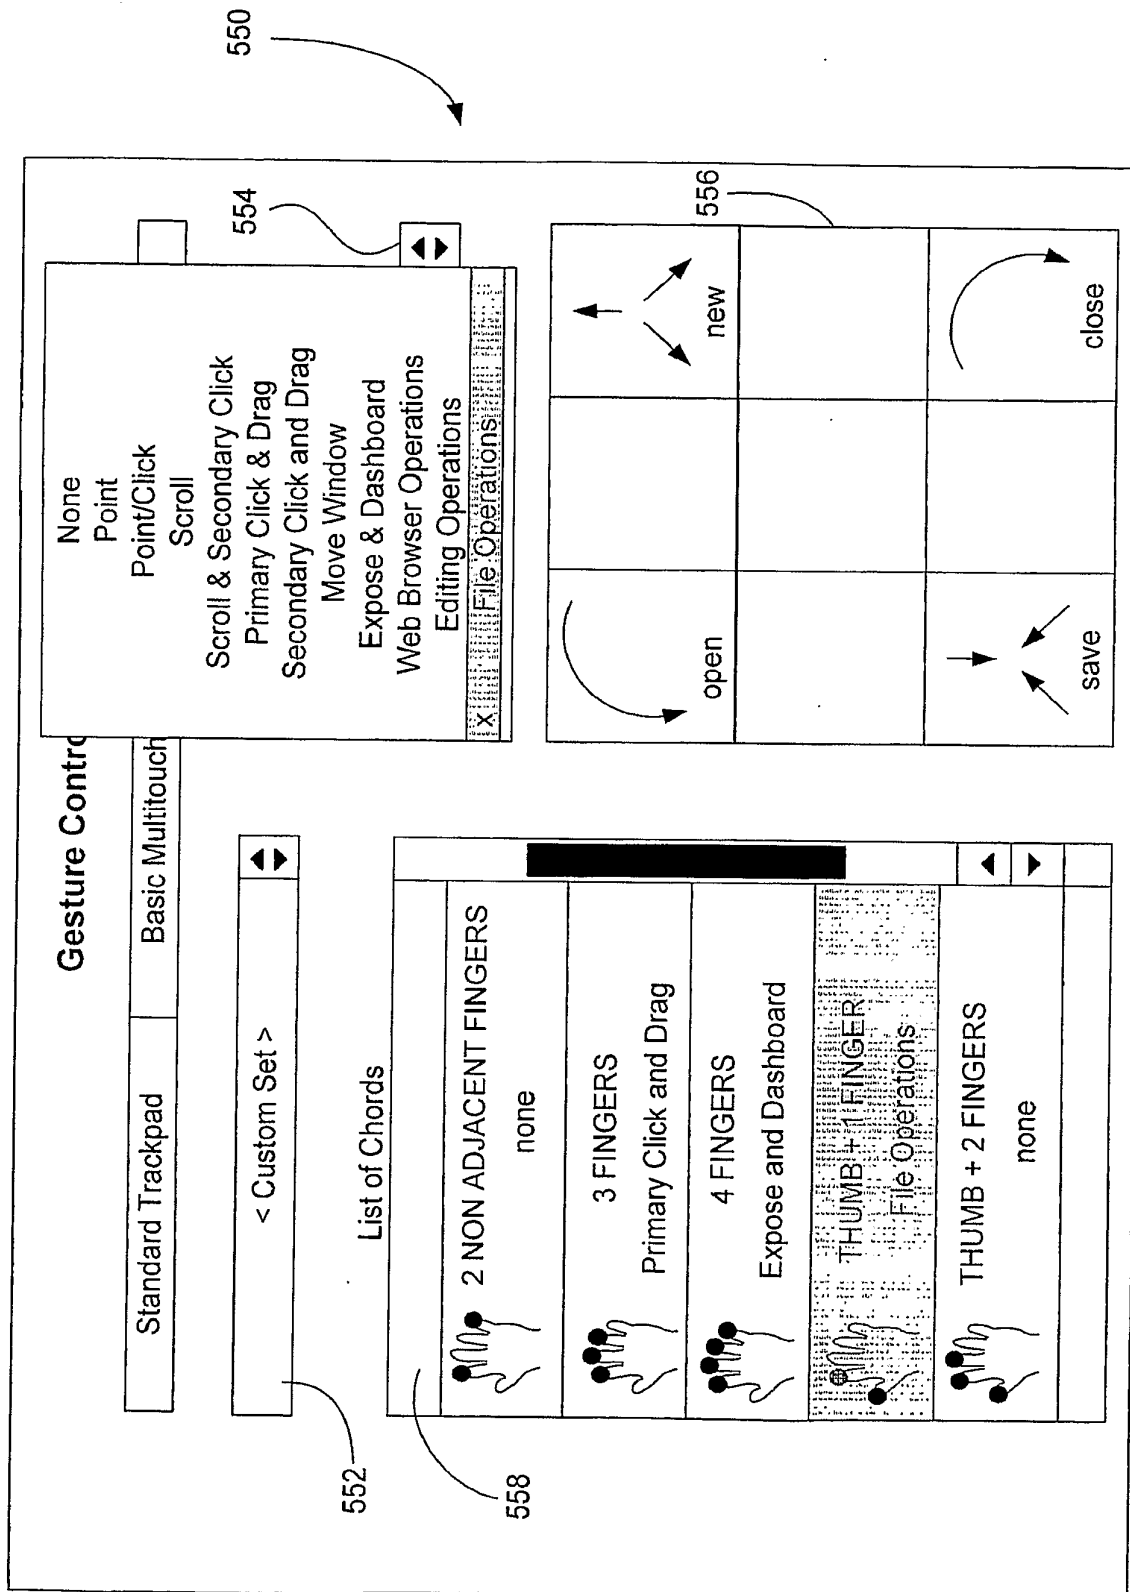 550
Gesture Contro
Standard Trackpad
Basic Multitouch
552
< Custom Set >
List of Chords
558
2 NON ADJACENT FINGERS
none
3 FINGERS
Primary Click and Drag
4 FINGERS
Expose and Dashboard
THUMB + 1 FINGER
File Operations
THUMB + 2 FINGERS
none
None
Point
Point/Click
Scroll
Scroll & Secondary Click
Primary Click & Drag
Secondary Click and Drag
Move Window
Expose & Dashboard
Web Browser Operations
Editing Operations
X File Operations
554
556
open
new
save
close